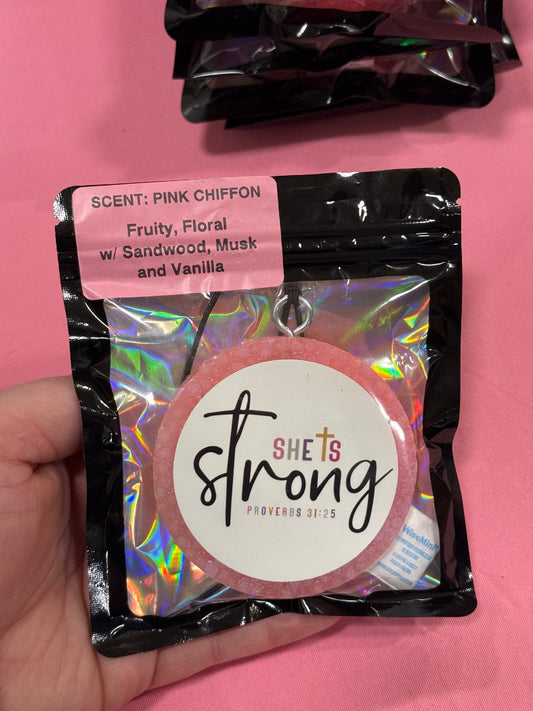 SCENT: PINK CHIFFON
Fruity, Floral
w/ Sandwood, Musk
and Vanilla
SHE IS
strong
PROVERBS 31:25